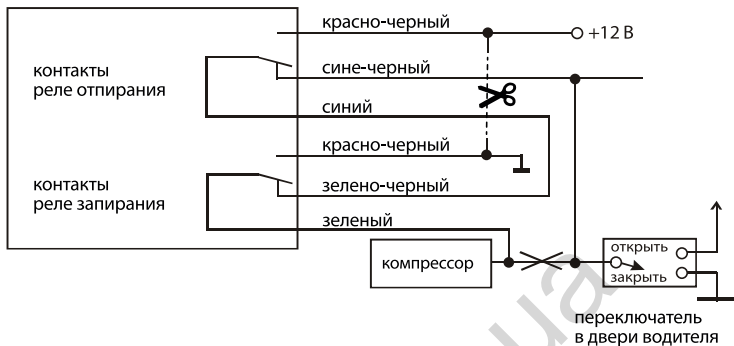 красно-черный
+12 В
контакты
реле отпирания
сине-черный
синий
красно-черный
контакты
реле запирания
зелено-черный
зеленый
компрессор
открыть
закрыть
переключатель
в двери водителя
ua